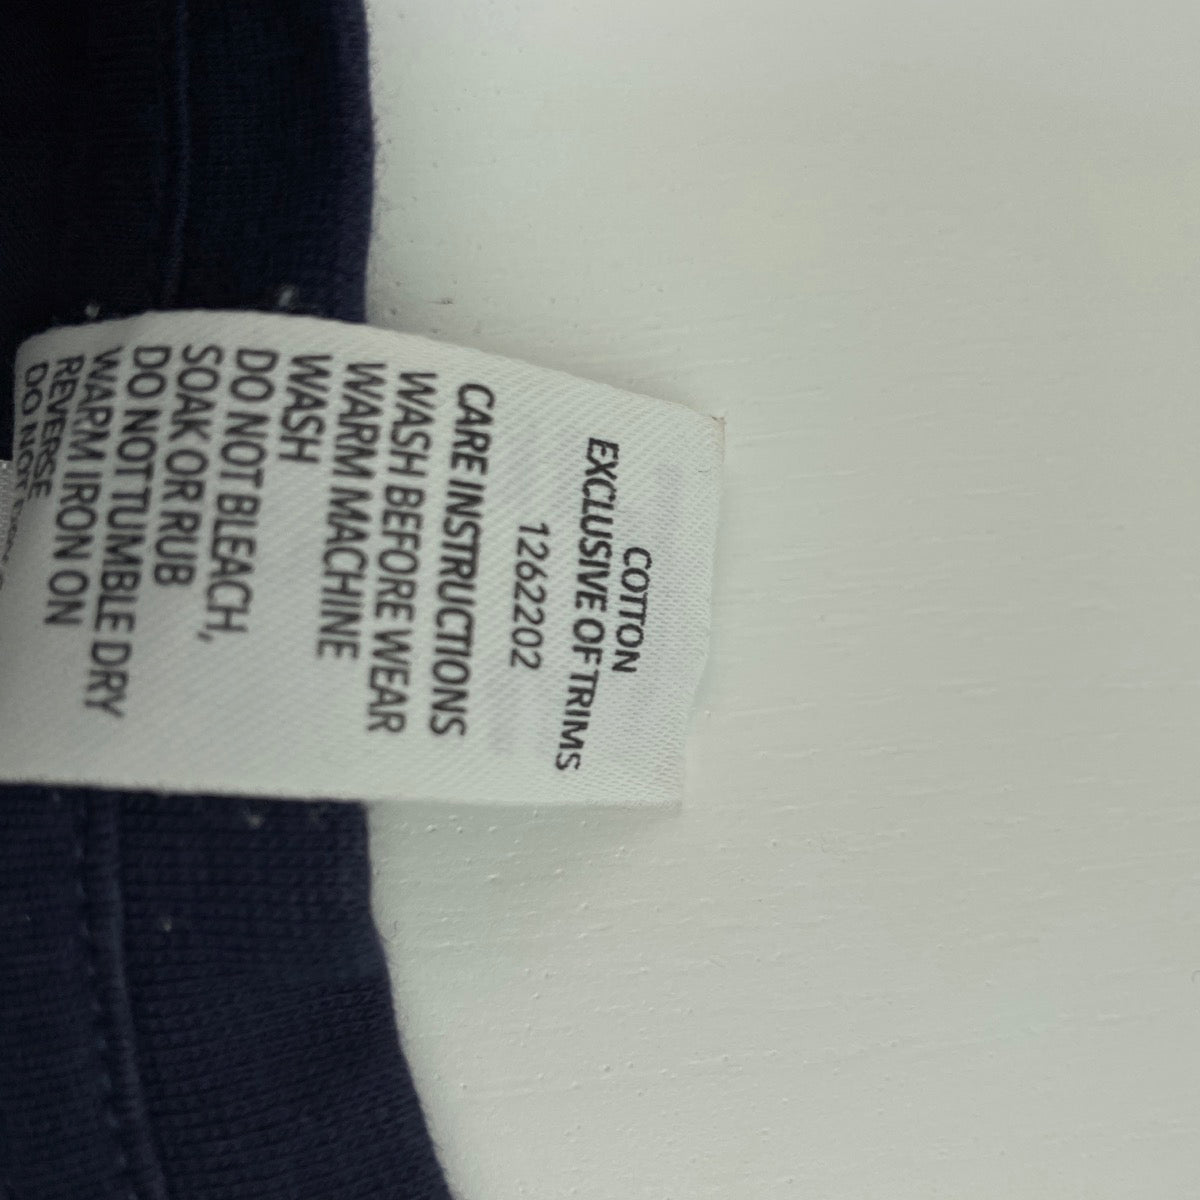 COTTON
EXCLUSIVE OF TRIMS
1262202
CARE INSTRUCTIONS
WASH BEFORE WEAR
WARM MACHINE
WASH
DO NOT BLEACH,
SOAK OR RUB
DO NOT TUMBLE DRY
WARM IRON ON
REVERSE
DO NOT